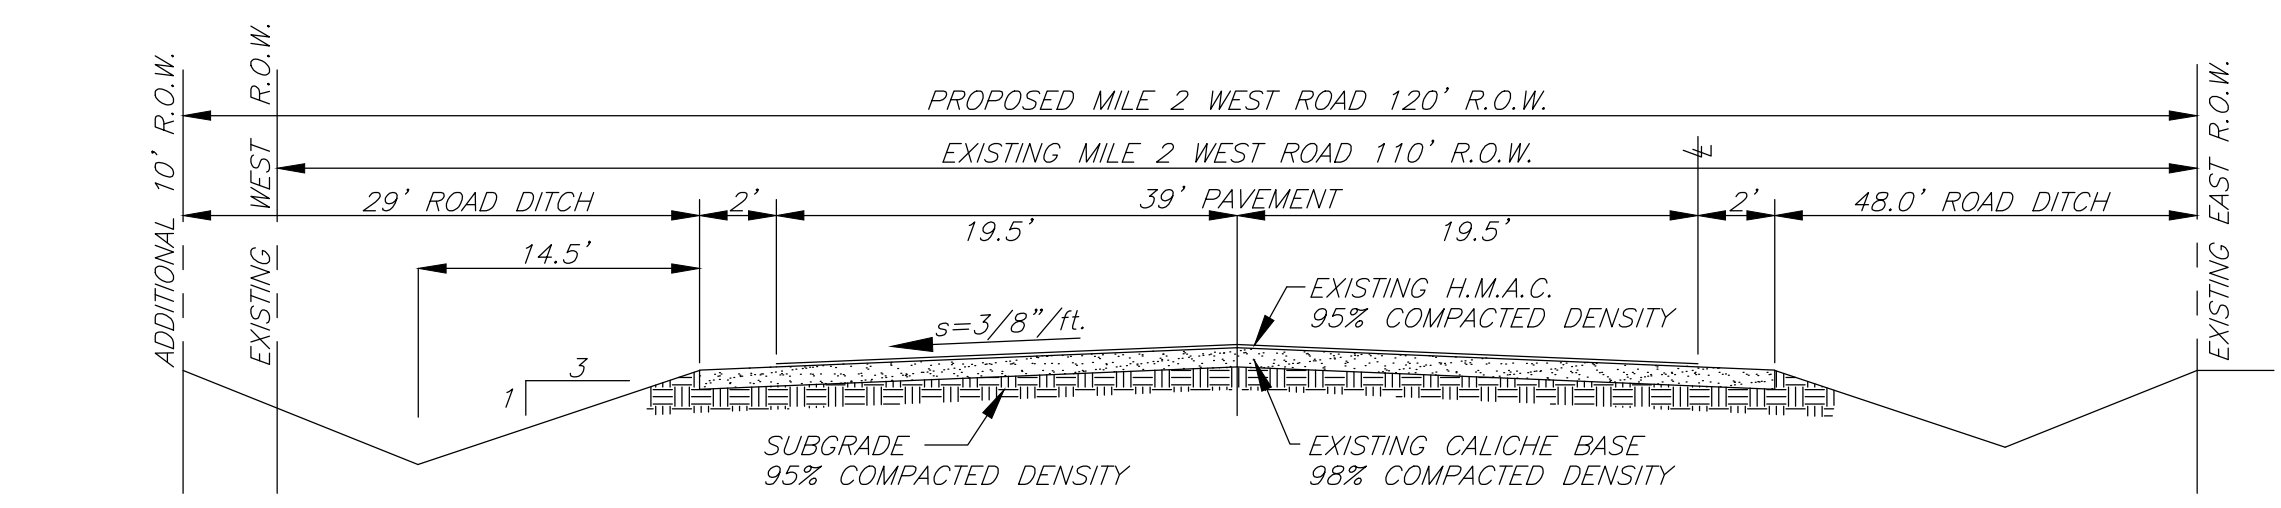 PROPOSED MILE 2 WEST ROAD 120' R.O.W.
EXISTING MILE 2 WEST ROAD 110' R.O.W.
ADDITIONAL 10' R.O.W.
EXISTING WEST R.O.W.
EXISTING EAST R.O.W.
29' ROAD DITCH
2'
39' PAVEMENT
2'
48.0' ROAD DITCH
19.5'
19.5'
14.5'
s=3/8"/ft.
EXISTING H.M.A.C.
95% COMPACTED DENSITY
3
1
SUBGRADE
95% COMPACTED DENSITY
EXISTING CALICHE BASE
98% COMPACTED DENSITY